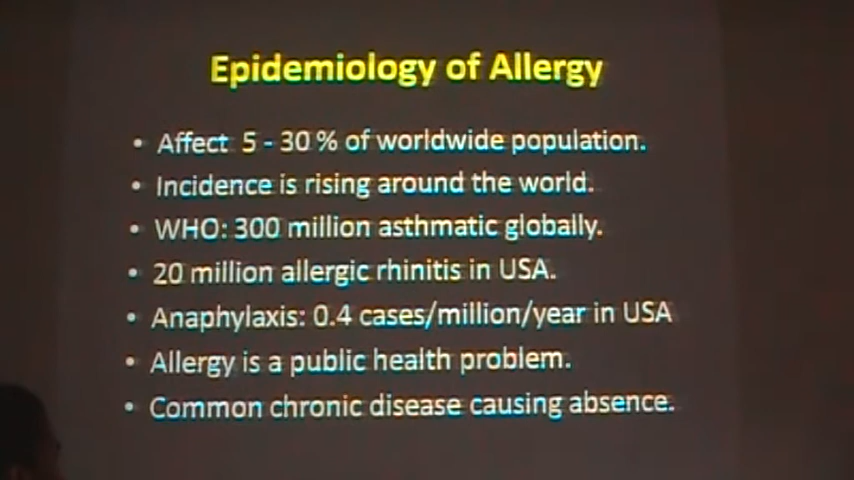 Epidemiology of Allergy
• Affect 5 - 30 % of worldwide population.
• Incidence is rising around the world.
• WHO: 300 million asthmatic globally.
• 20 million allergic rhinitis in USA.
• Anaphylaxis: 0.4 cases/million/year in USA
• Allergy is a public health problem.
• Common chronic disease causing absence.